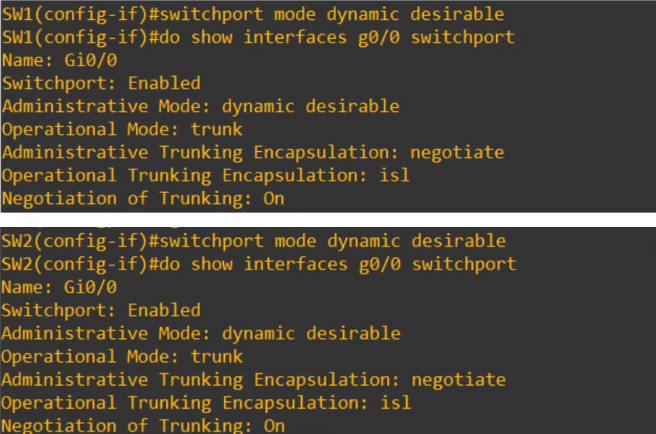 SW1(config-if)#switchport mode dynamic desirable
SW1(config-if)#do show interfaces g0/0 switchport
Name: Gi0/0
Switchport: Enabled
Administrative Mode: dynamic desirable
Operational Mode: trunk
Administrative Trunking Encapsulation: negotiate
Operational Trunking Encapsulation: isl
Negotiation of Trunking: On
SW2(config-if)#switchport mode dynamic desirable
SW2(config-if)#do show interfaces g0/0 switchport
Name: Gi0/0
Switchport: Enabled
Administrative Mode: dynamic desirable
Operational Mode: trunk
Administrative Trunking Encapsulation: negotiate
Operational Trunking Encapsulation: isl
Negotiation of Trunking: On